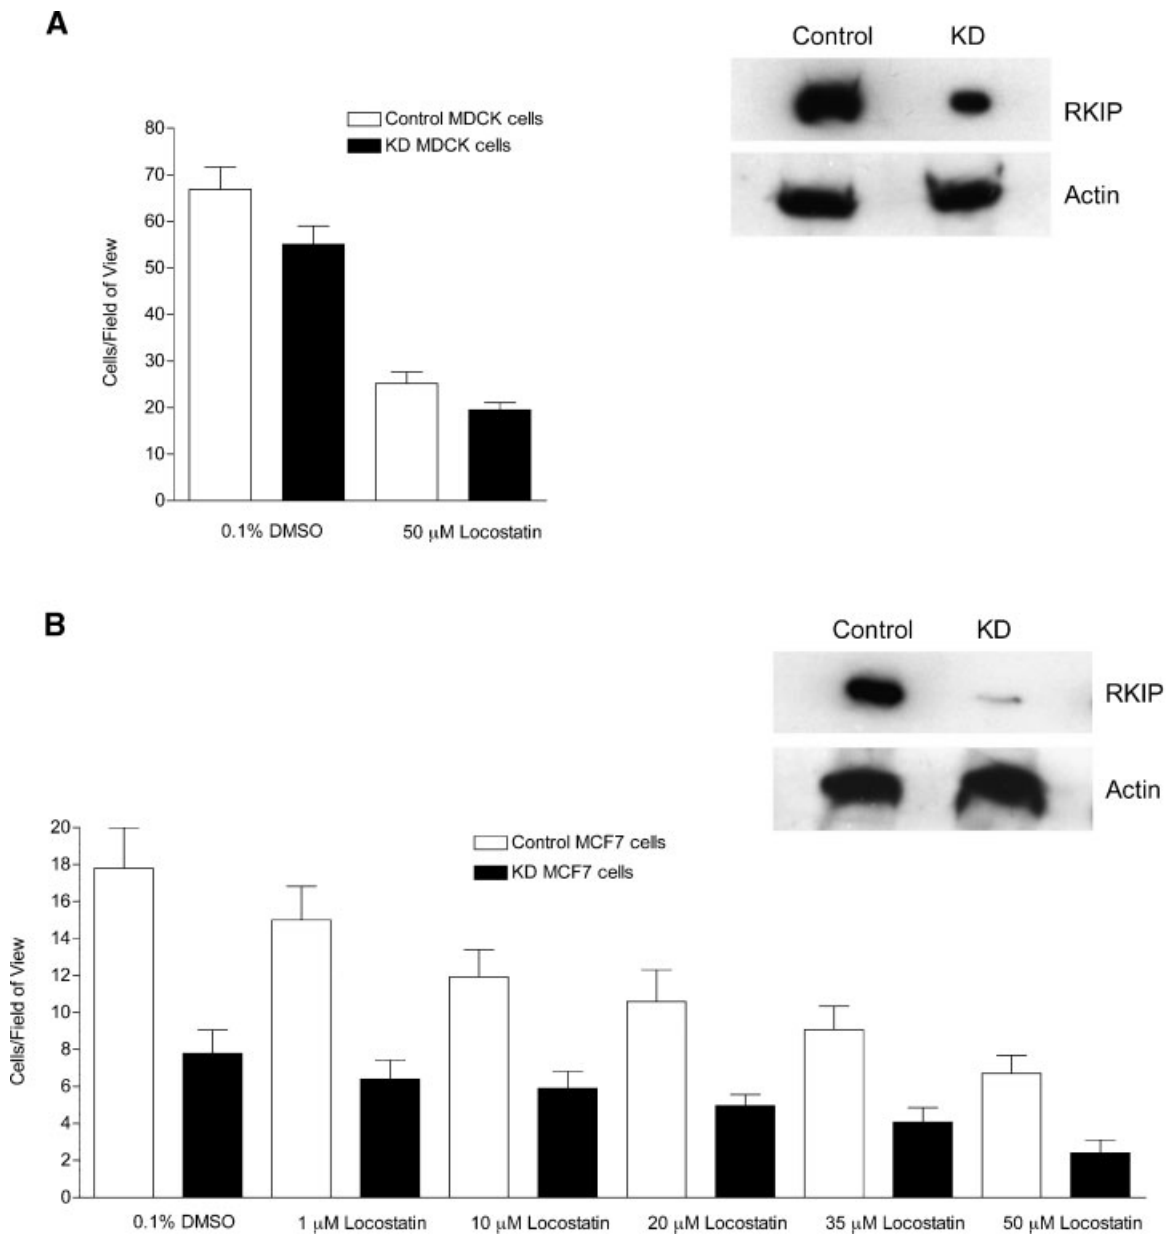 A
Control KD
RKIP
Actin
Control MDCK cells
KD MDCK cells
Cells/Field of View
80
70
60
50
40
30
20
10
0
0.1% DMSO 50 μM Locostatin
B
Control KD
RKIP
Actin
Control MCF7 cells
KD MCF7 cells
Cells/Field of View
20
18
16
14
12
10
8
6
4
2
0
0.1% DMSO 1 μM Locostatin 10 μM Locostatin 20 μM Locostatin 35 μM Locostatin 50 μM Locostatin